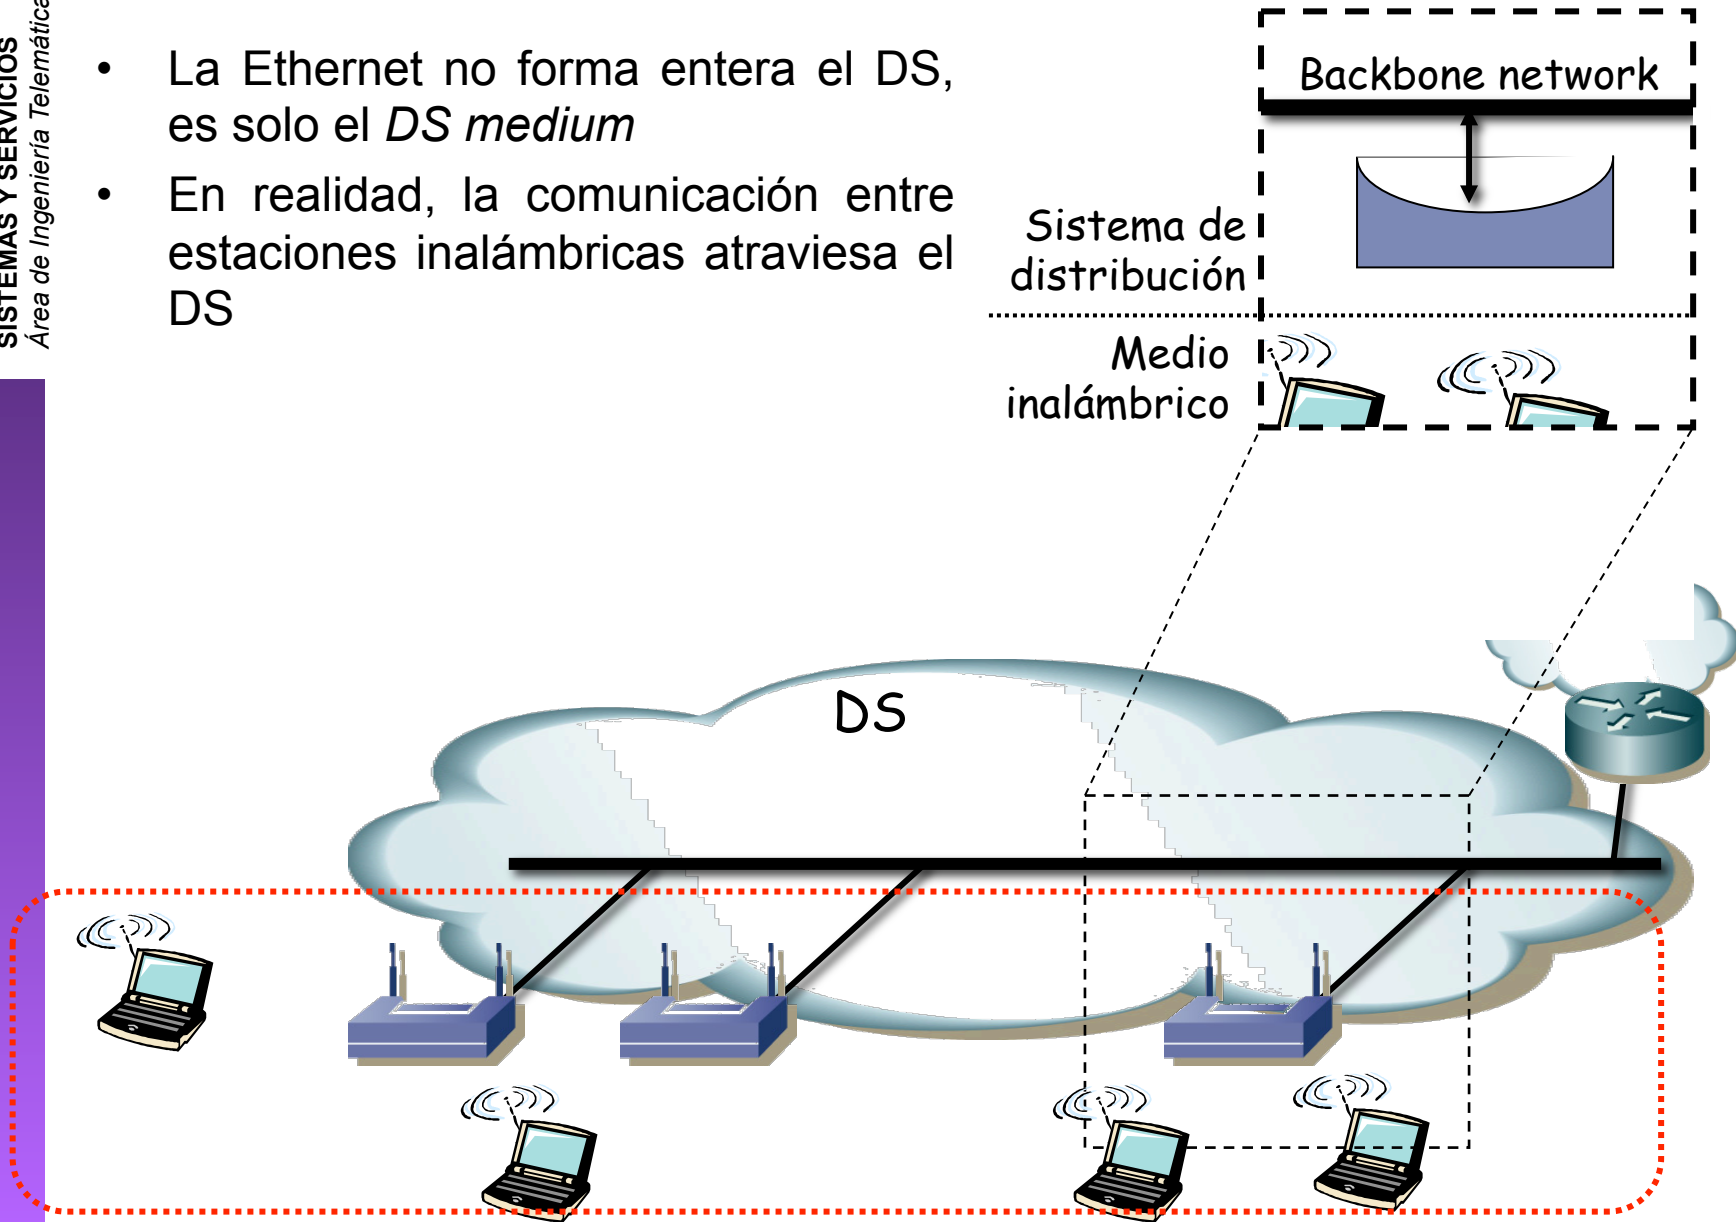 SISTEMAS Y SERVICIOS
Área de Ingeniería Telemática
• La Ethernet no forma entera el DS,
es solo el DS medium
• En realidad, la comunicación entre
estaciones inalámbricas atraviesa el
DS
Backbone network
Sistema de
distribución
Medio
inalámbrico
DS